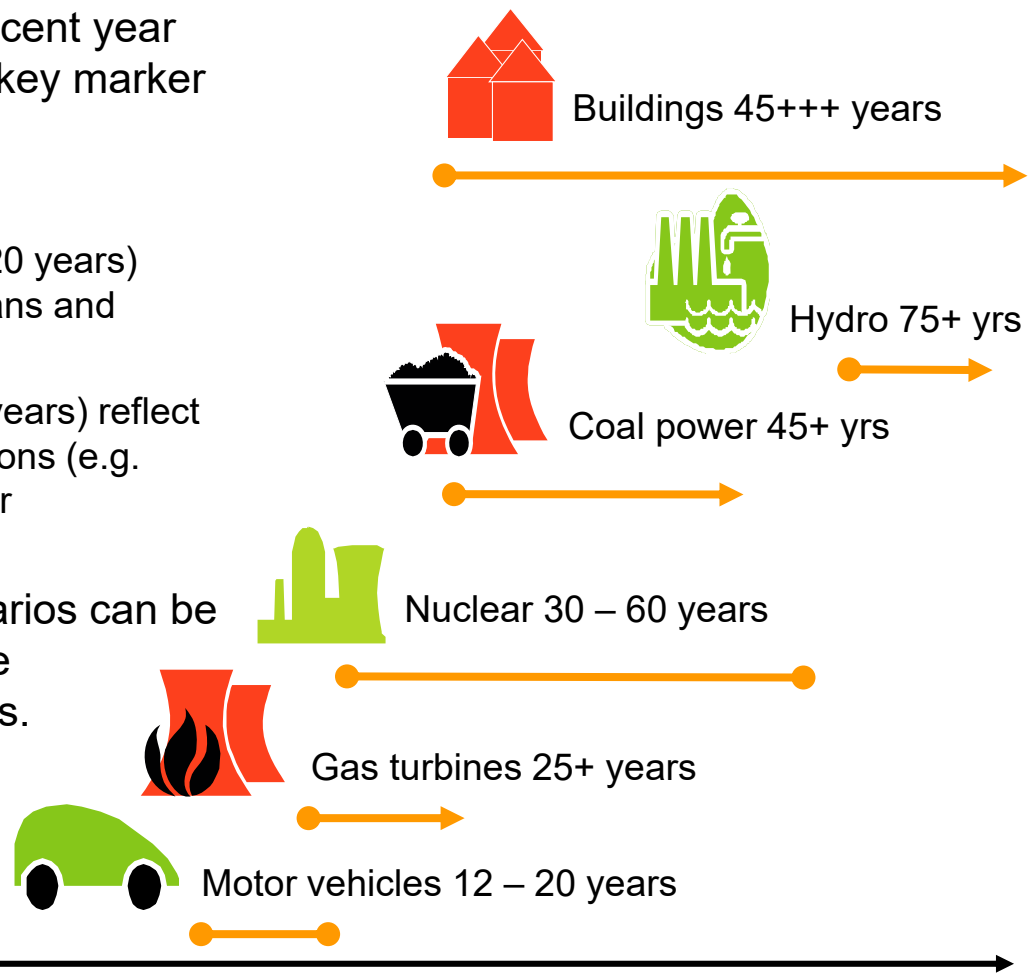 cent year
key marker
20 years)
ans and
years) reflect
ons (e.g.
r
arios can be
e
s.
Buildings 45+++ years
Hydro 75+ yrs
Coal power 45+ yrs
Nuclear 30 – 60 years
Gas turbines 25+ years
Motor vehicles 12 – 20 years